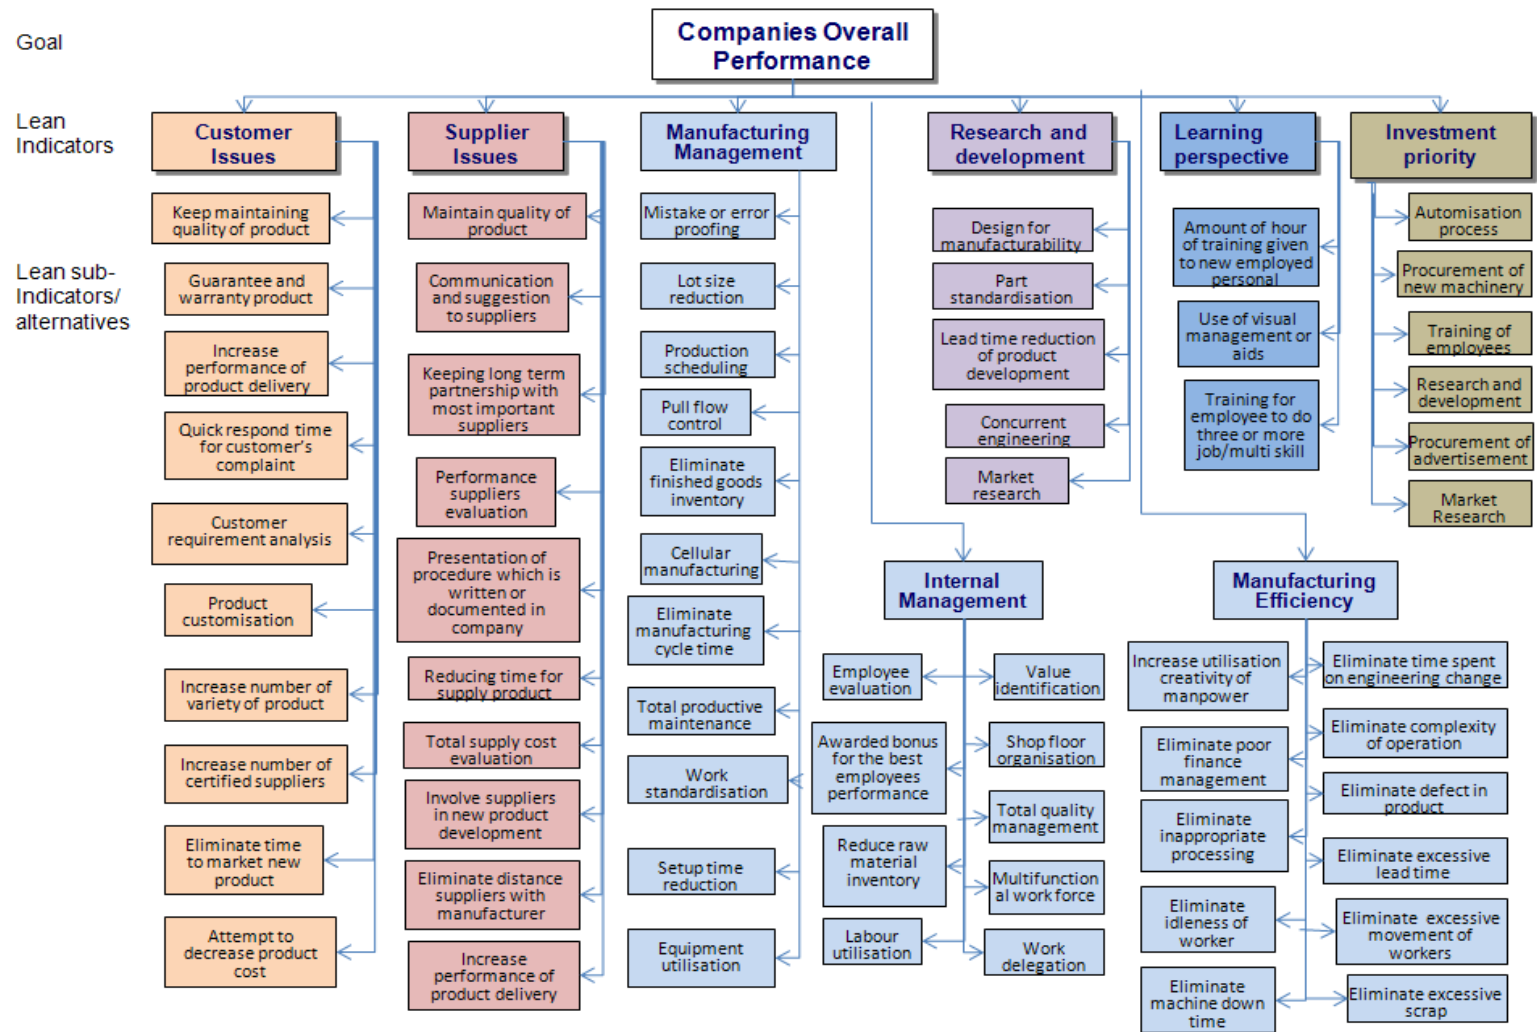 Goal
Companies Overall
Performance
Lean
Indicators
Customer
Issues
Supplier
Issues
Manufacturing
Management
Research and
development
Learning
perspective
Investment
priority
Lean sub-
Indicators/
alternatives
Keep maintaining
quality of product
Guarantee and
warranty product
Increase
performance of
product delivery
Quick respond time
for customer's
complaint
Customer
requirement analysis
Product
customisation
Increase number of
variety of product
Increase number of
certified suppliers
Eliminate time
to market new
product
Attempt to
decrease product
cost
Maintain quality of
product
Communication
and suggestion
to suppliers
Keeping long term
partnership with
most important
suppliers
Performance
suppliers
evaluation
Presentation of
procedure which is
written or
documented in
company
Reducing time for
supply product
Total supply cost
evaluation
Involve suppliers
in new product
development
Eliminate distance
suppliers with
manufacturer
Increase
performance of
product delivery
Mistake or error
proofing
Lot size
reduction
Production
scheduling
Pull flow
control
Eliminate
finished goods
inventory
Cellular
manufacturing
Eliminate
manufacturing
cycle time
Total productive
maintenance
Work
standardisation
Setup time
reduction
Equipment
utilisation
Design for
manufacturability
Part
standardisation
Lead time reduction
of product
development
Concurrent
engineering
Market
research
Amount of hour
of training given
to new employed
personal
Use of visual
management or
aids
Training for
employee to do
three or more
job/multi skill
Automisation
process
Procurement of
new machinery
Training of
employees
Research and
development
Procurement of
advertisement
Market
Research
Internal
Management
Employee
evaluation
Value
identification
Awarded bonus
for the best
employees
performance
Shop floor
organisation
Total quality
management
Reduce raw
material
inventory
Multifunction
al work force
Labour
utilisation
Work
delegation
Manufacturing
Efficiency
Increase utilisation
creativity of
manpower
Eliminate time spent
on engineering change
Eliminate poor
finance
management
Eliminate complexity
of operation
Eliminate defect in
product
Eliminate
inappropriate
processing
Eliminate excessive
lead time
Eliminate
idleness of
worker
Eliminate excessive
movement of
workers
Eliminate
machine down
time
Eliminate excessive
scrap